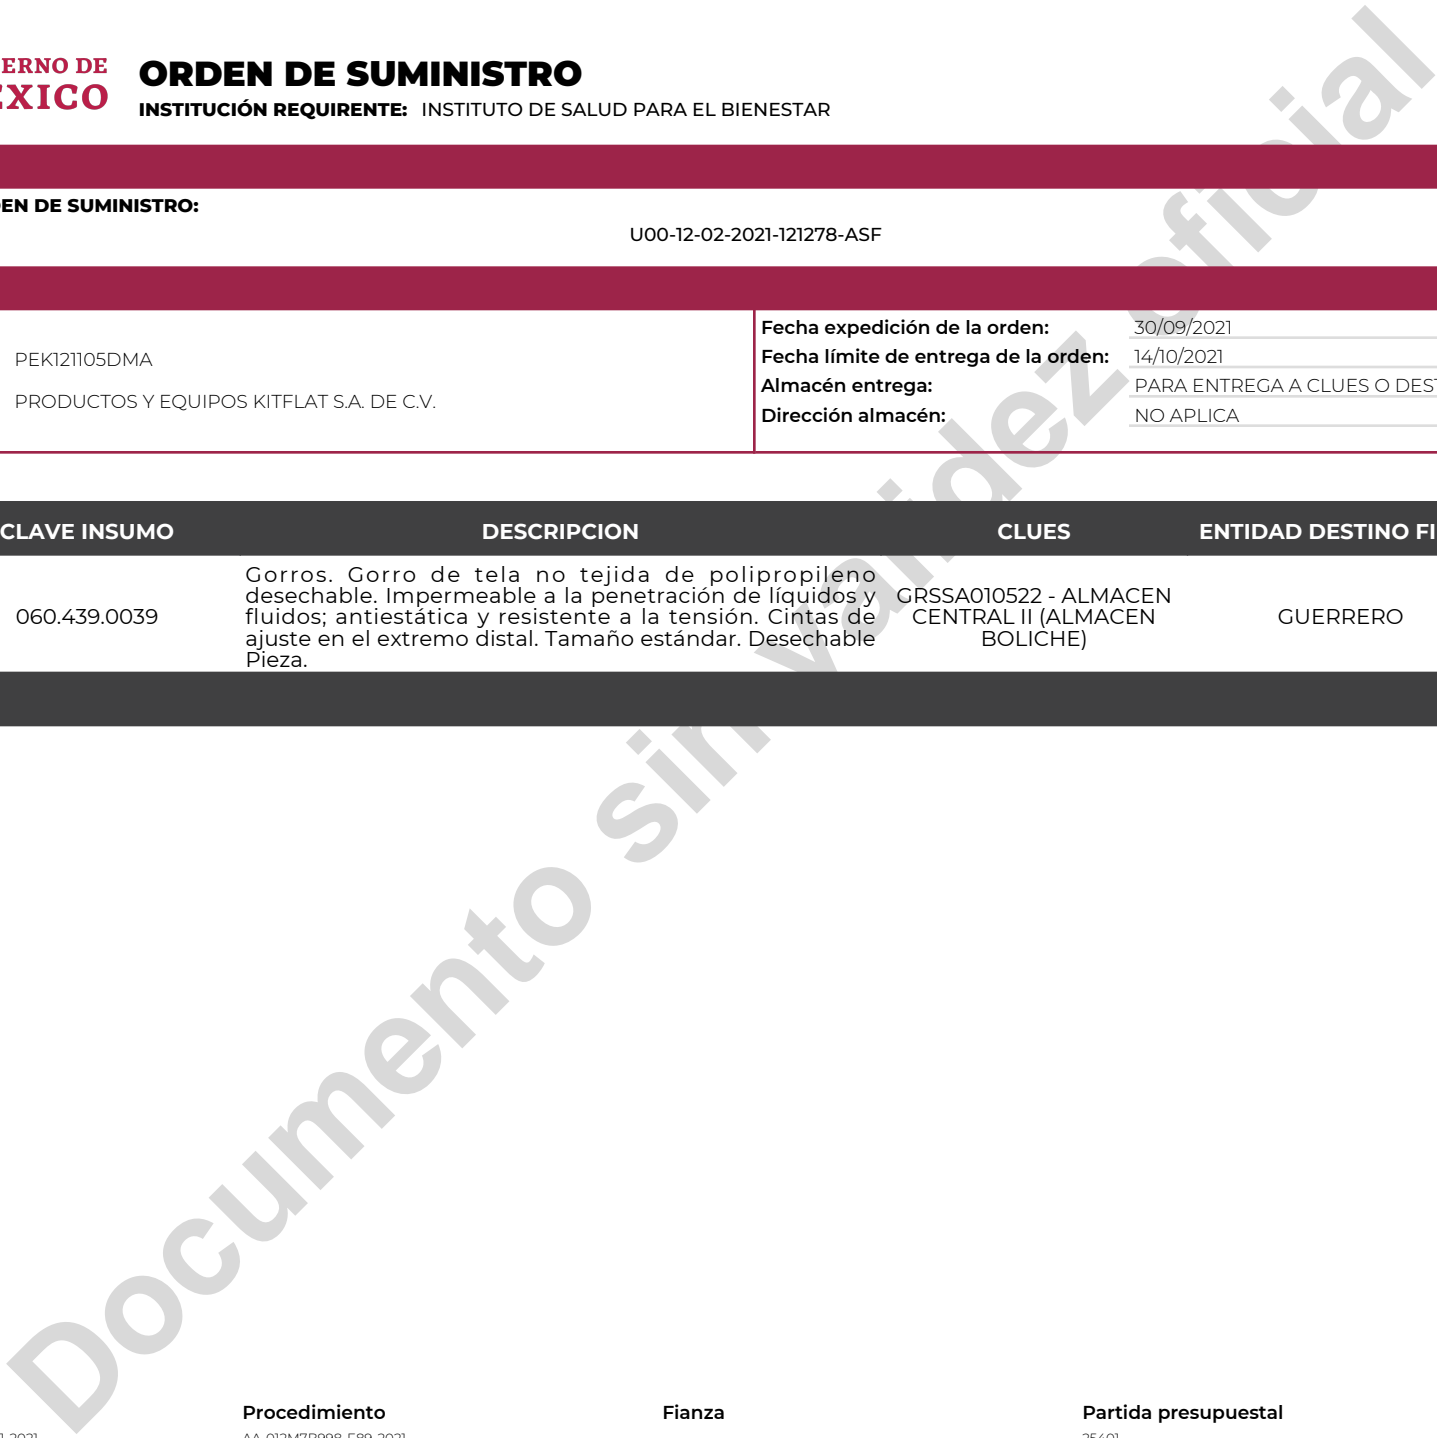 ERNO DE
EXICO
ORDEN DE SUMINISTRO
INSTITUCIÓN REQUIRENTE: INSTITUTO DE SALUD PARA EL BIENESTAR
EN DE SUMINISTRO:
U00-12-02-2021-121278-ASF
PEK121105DMA
PRODUCTOS Y EQUIPOS KITFLAT S.A. DE C.V.
Fecha expedición de la orden: 30/09/2021
Fecha límite de entrega de la orden: 14/10/2021
Almacén entrega: PARA ENTREGA A CLUES O DEST
Dirección almacén: NO APLICA
CLAVE INSUMO DESCRIPCION CLUES ENTIDAD DESTINO FI
060.439.0039
Gorros. Gorro de tela no tejida de polipropileno
desechable. Impermeable a la penetración de líquidos y
fluidos; antiestática y resistente a la tensión. Cintas de
ajuste en el extremo distal. Tamaño estándar. Desechable
Pieza.
GRSSA010522 - ALMACEN
CENTRAL II (ALMACEN
BOLICHE)
GUERRERO
Documento sin validez oficial
Procedimiento Fianza Partida presupuestal